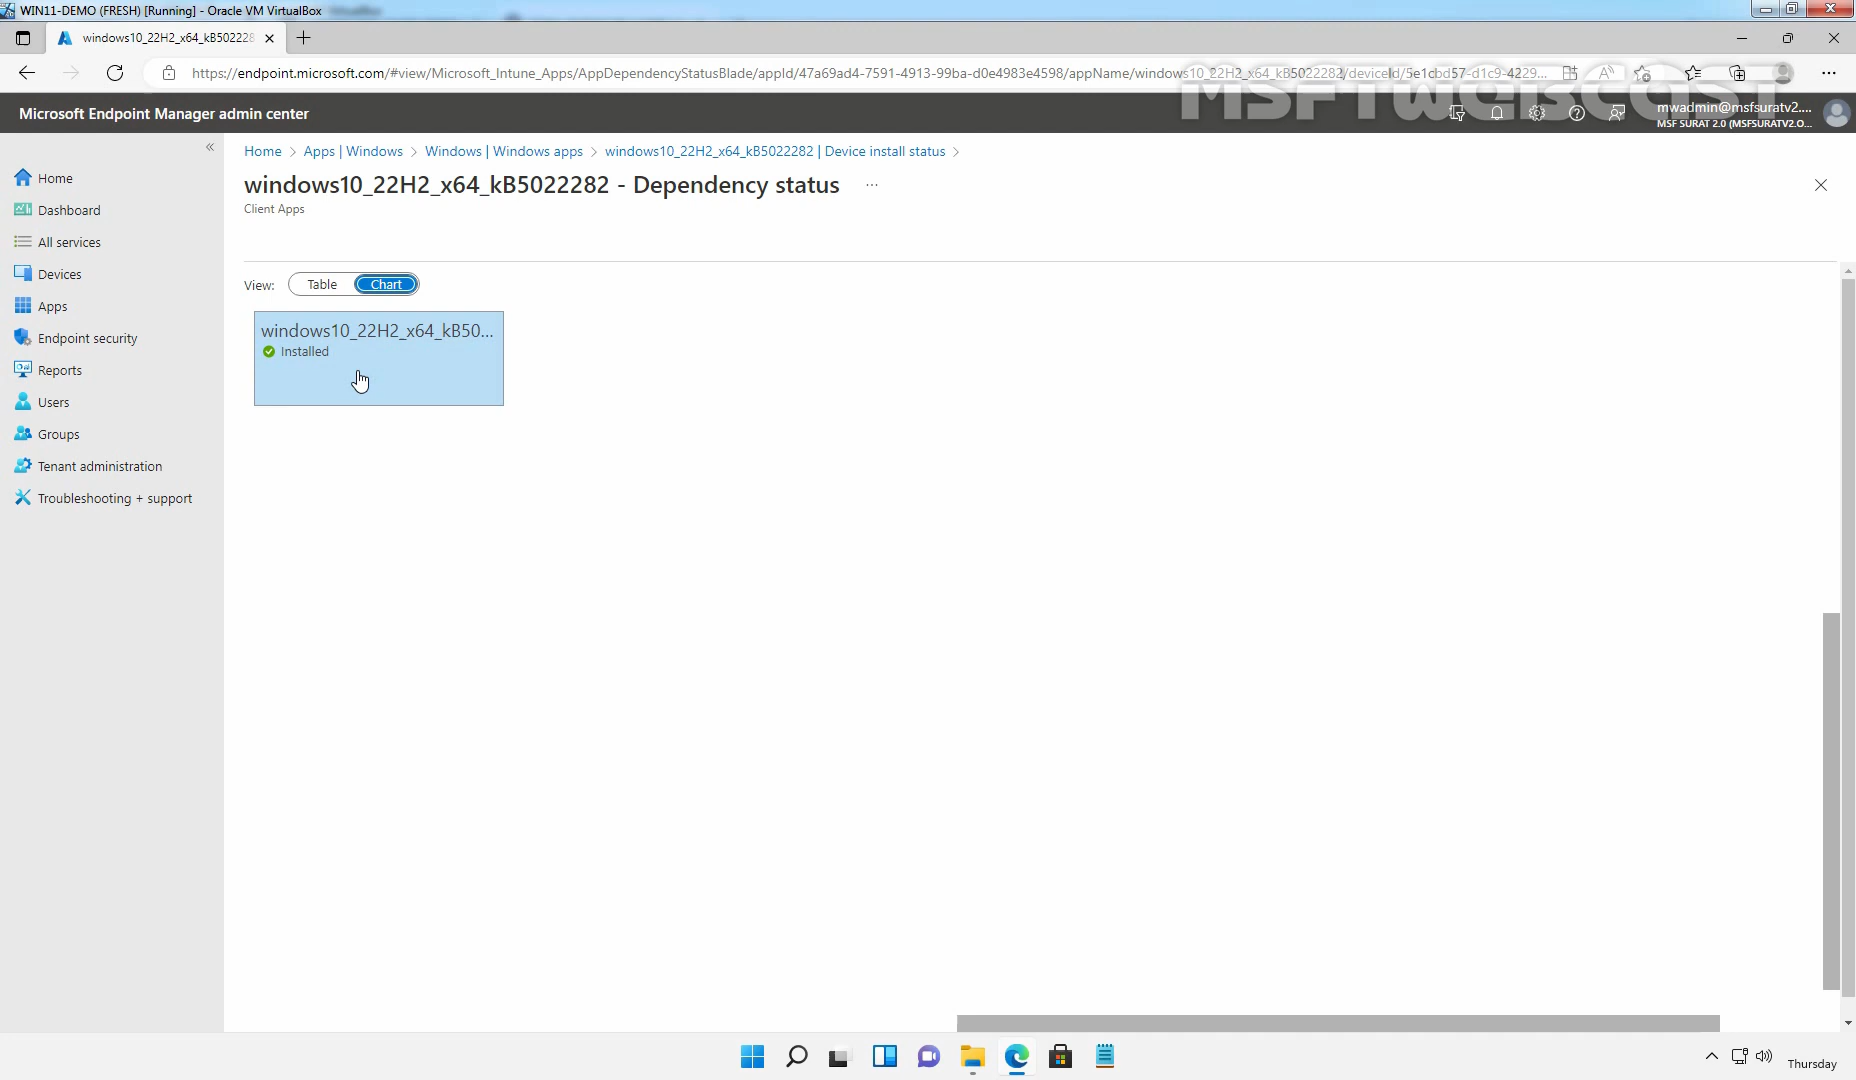 WIN11-DEMO (FRESH) [Running] - Oracle VM VirtualBox
windows10_22H2_x64_kB502228
https://endpoint.microsoft.com/#view/Microsoft_Intune_Apps/AppDependencyStatusBlade/appId/47a69ad4-7591-4913-99ba-d0e4983e4598/appName/windows10_22H2_x64_kB5022282/deviceId/5e1cbd57-d1c9-4229...
MSFTWEBCAST
Microsoft Endpoint Manager admin center
mwadmin@msfsuratv2....
MSF SURAT 2.0 (MSFSURATV2.O...
Home > Apps | Windows > Windows | Windows apps > windows10_22H2_x64_kB5022282 | Device install status >
windows10_22H2_x64_kB5022282 - Dependency status ...
Client Apps
Home
Dashboard
All services
Devices
Apps
Endpoint security
Reports
Users
Groups
Tenant administration
Troubleshooting + support
View: Table Chart
windows10_22H2_x64_kB50...
Installed
Thursday